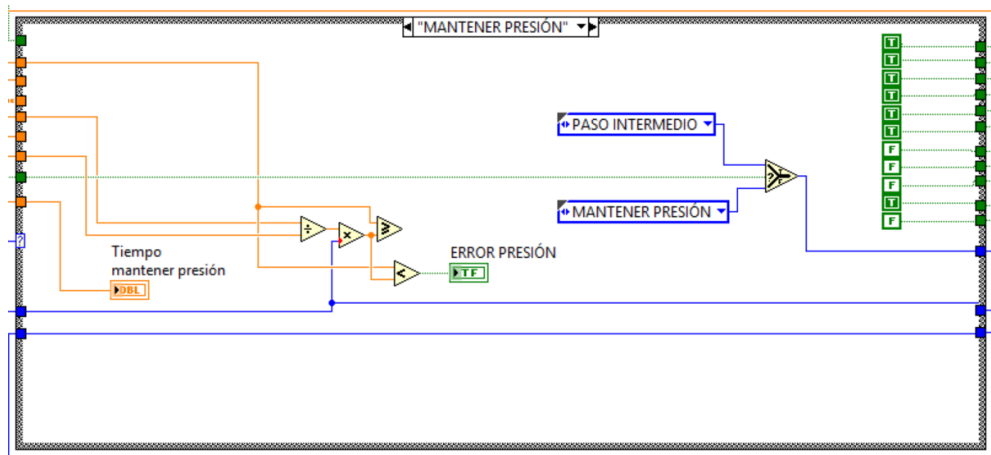 "MANTENER PRESIÓN"
T
T
T
T
T
T
F
F
F
T
F
PASO INTERMEDIO
?
F
MANTENER PRESIÓN
÷
×
≥
<
?
Tiempo
mantener presión
DBL
ERROR PRESIÓN
TF